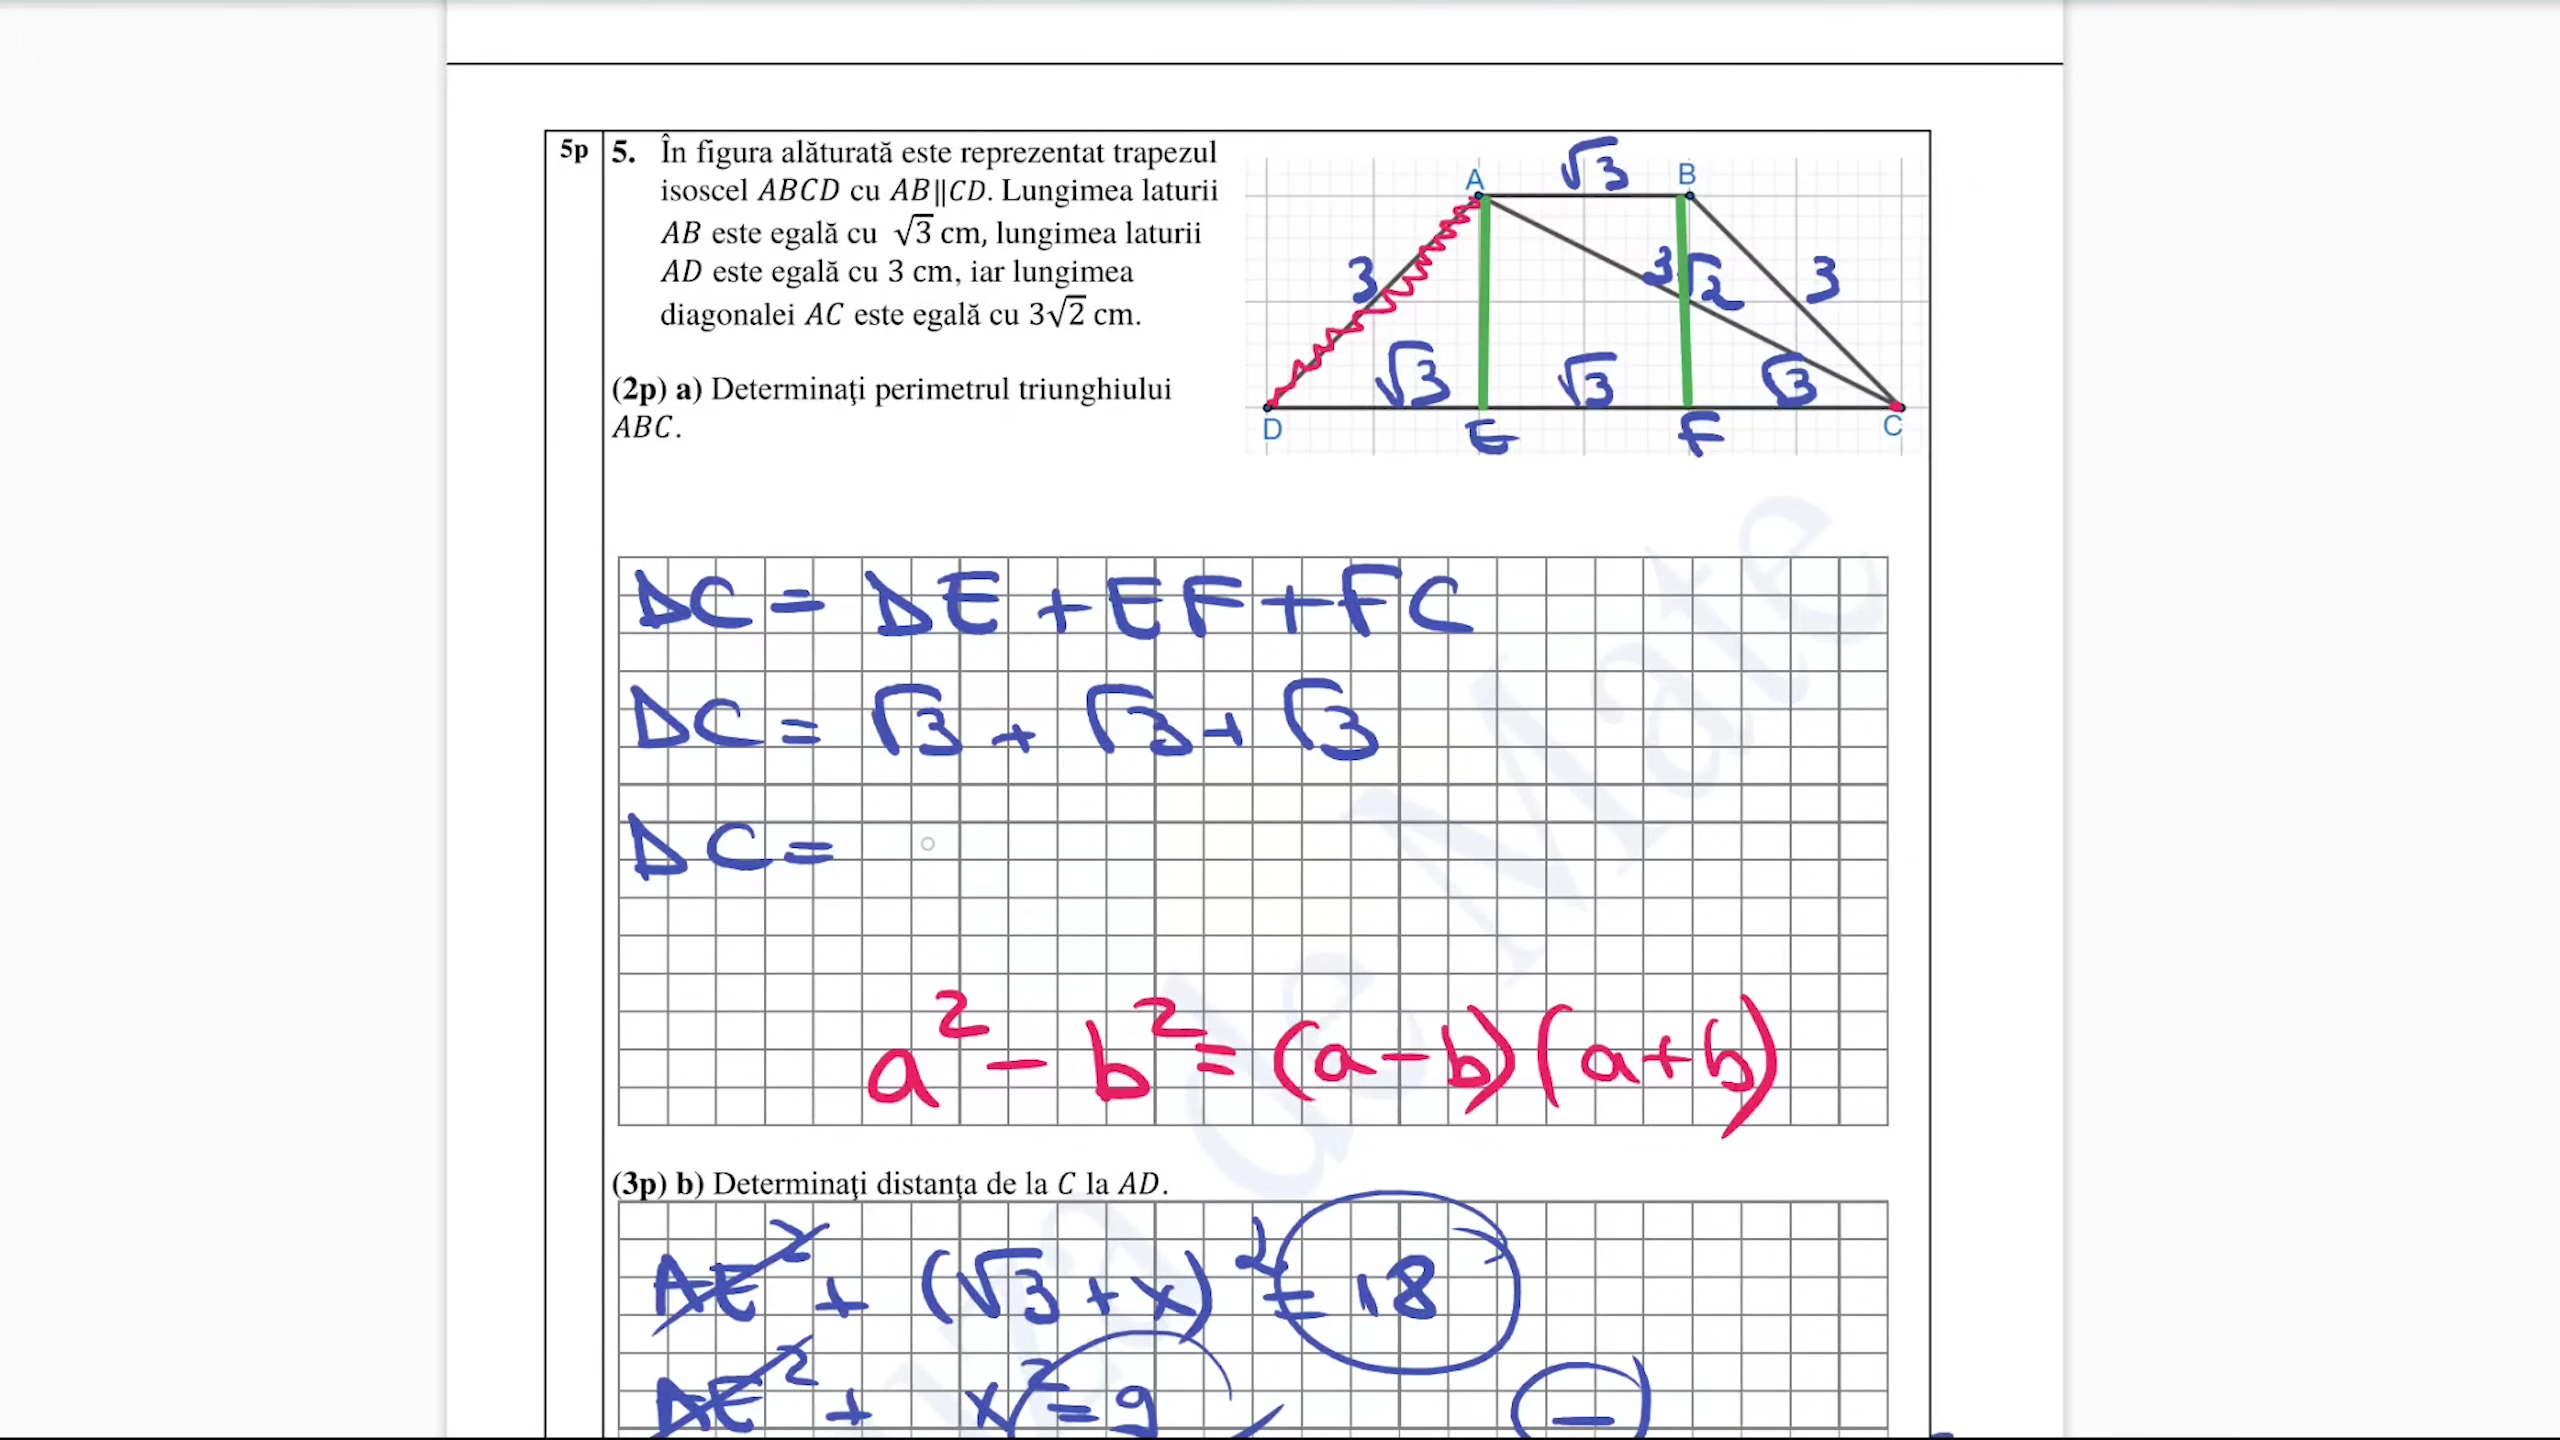 5p
5. În figura alăturată este reprezentat trapezul
isoscel ABCD cu AB∥CD. Lungimea laturii
AB este egală cu √3 cm, lungimea laturii
AD este egală cu 3 cm, iar lungimea
diagonalei AC este egală cu 3√2 cm.
(2p) a) Determinaţi perimetrul triunghiului
ABC.
√3
A B
3 3√2 3
√3 √3 √3
D E F C
DC = DE + EF + FC
DC = √3 + √3 + √3
DC =
a² − b² = (a−b)(a+b)
(3p) b) Determinaţi distanţa de la C la AD.
AE² + (√3 + x)² = 18
AE² + x² = 9 −
de Mate